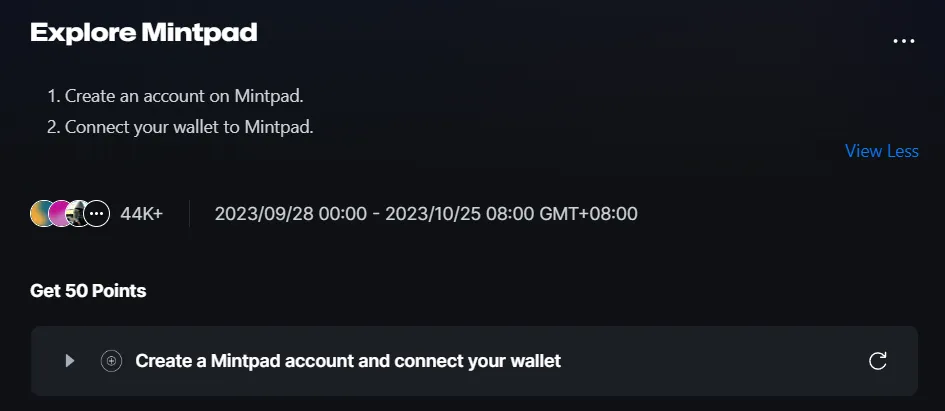 Explore Mintpad
1. Create an account on Mintpad.
2. Connect your wallet to Mintpad.
View Less
44K+ 2023/09/28 00:00 - 2023/10/25 08:00 GMT+08:00
Get 50 Points
Create a Mintpad account and connect your wallet